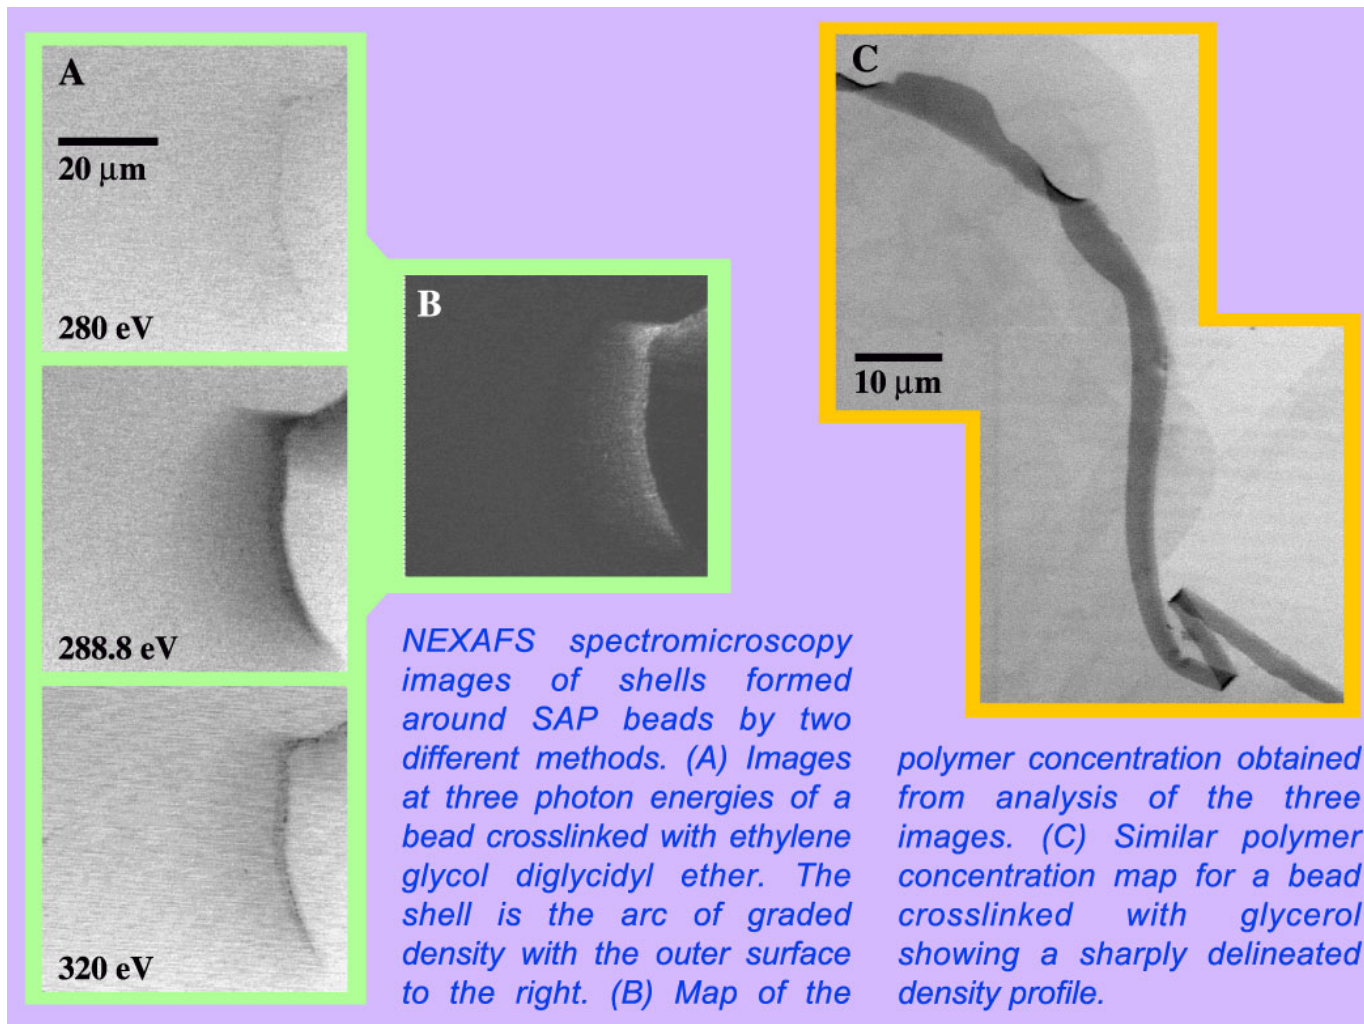 A
20 μm
280 eV
288.8 eV
320 eV
B
C
10 μm
NEXAFS spectromicroscopy
images of shells formed
around SAP beads by two
different methods. (A) Images
at three photon energies of a
bead crosslinked with ethylene
glycol diglycidyl ether. The
shell is the arc of graded
density with the outer surface
to the right. (B) Map of the
polymer concentration obtained
from analysis of the three
images. (C) Similar polymer
concentration map for a bead
crosslinked with glycerol
showing a sharply delineated
density profile.